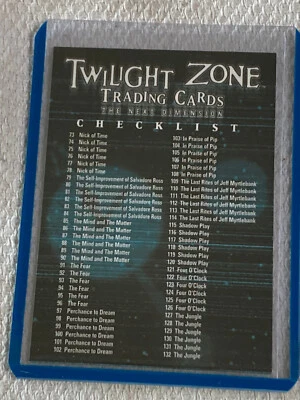 TWILIGHT ZONE
TRADING CARDS
THE NEXT DIMENSION
CHECKLIST
73 Nick of Time
74 Nick of Time
75 Nick of Time
76 Nick of Time
77 Nick of Time
78 Nick of Time
79 The Self-Improvement of Salvadore Ross
80 The Self-Improvement of Salvadore Ross
81 The Self-Improvement of Salvadore Ross
82 The Self-Improvement of Salvadore Ross
83 The Self-Improvement of Salvadore Ross
84 The Self-Improvement of Salvadore Ross
85 The Mind and The Matter
86 The Mind and The Matter
87 The Mind and The Matter
88 The Mind and The Matter
89 The Mind and The Matter
90 The Mind and The Matter
91 The Fear
92 The Fear
93 The Fear
94 The Fear
95 The Fear
96 The Fear
97 Perchance to Dream
98 Perchance to Dream
99 Perchance to Dream
100 Perchance to Dream
101 Perchance to Dream
102 Perchance to Dream
103 In Praise of Pip
104 In Praise of Pip
105 In Praise of Pip
106 In Praise of Pip
107 In Praise of Pip
108 In Praise of Pip
109 The Last Rites of Jeff Myrtlebank
110 The Last Rites of Jeff Myrtlebank
111 The Last Rites of Jeff Myrtlebank
112 The Last Rites of Jeff Myrtlebank
113 The Last Rites of Jeff Myrtlebank
114 The Last Rites of Jeff Myrtlebank
115 Shadow Play
116 Shadow Play
117 Shadow Play
118 Shadow Play
119 Shadow Play
120 Shadow Play
121 Four O'Clock
122 Four O'Clock
123 Four O'Clock
124 Four O'Clock
125 Four O'Clock
126 Four O'Clock
127 The Jungle
128 The Jungle
129 The Jungle
130 The Jungle
131 The Jungle
132 The Jungle